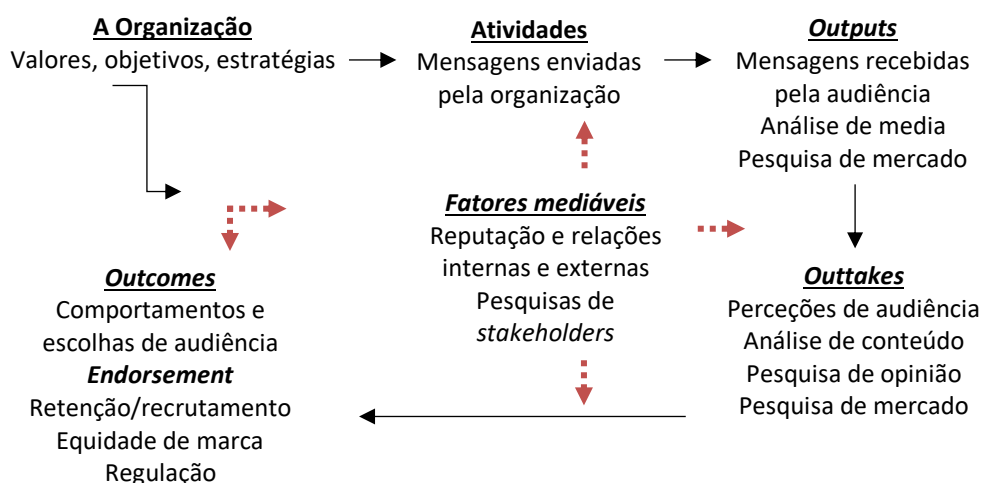 A Organização
Valores, objetivos, estratégias
Atividades
Mensagens enviadas
pela organização
Outputs
Mensagens recebidas
pela audiência
Análise de media
Pesquisa de mercado
Fatores mediáveis
Reputação e relações
internas e externas
Pesquisas de
stakeholders
Outcomes
Comportamentos e
escolhas de audiência
Endorsement
Retenção/recrutamento
Equidade de marca
Regulação
Outtakes
Perceções de audiência
Análise de conteúdo
Pesquisa de opinião
Pesquisa de mercado